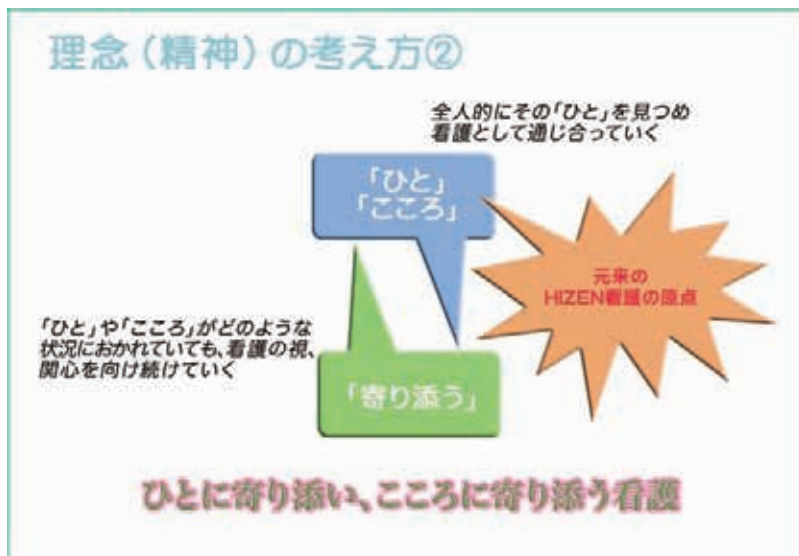 理念（精神）の考え方②
全人的にその「ひと」を見つめ
看護として通じ合っていく
「ひと」
「こころ」
元来の
HIZEN看護の原点
「ひと」や「こころ」がどのような
状況におかれていても、看護の視、
関心を向け続けていく
「寄り添う」
ひとに寄り添い、こころに寄り添う看護